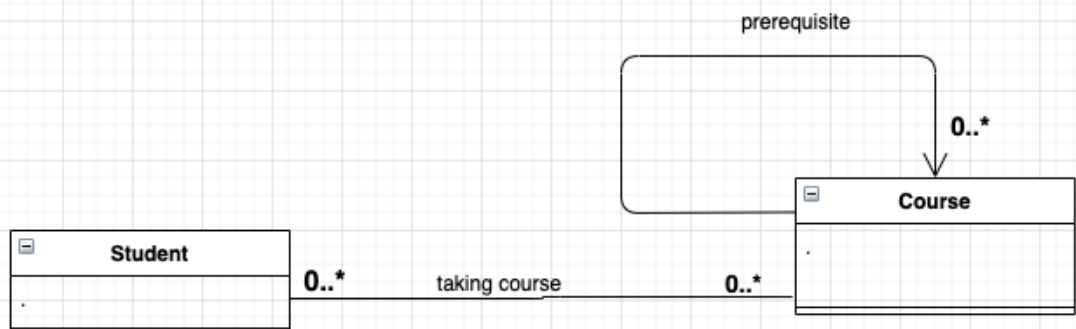 prerequisite
0..*
Course
Student
0..*
taking course
0..*
.
.